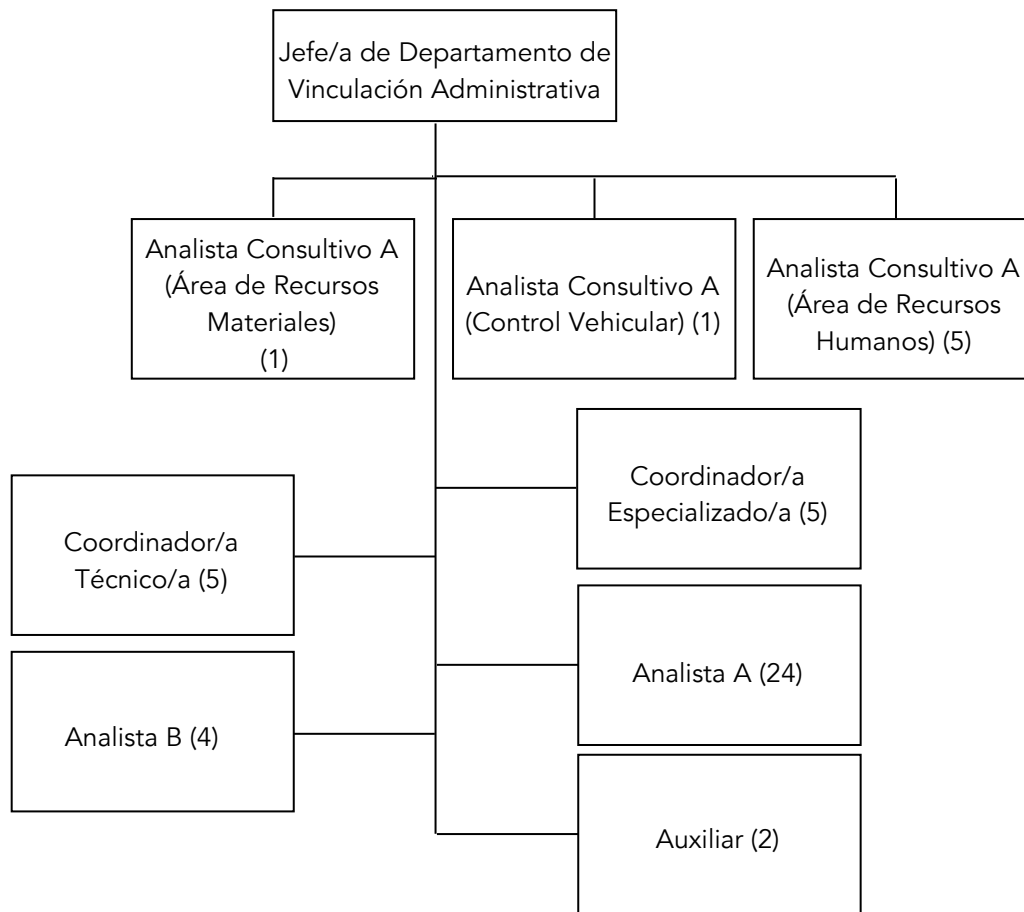 Jefe/a de Departamento de
Vinculación Administrativa
Analista Consultivo A
(Área de Recursos
Materiales)
(1)
Analista Consultivo A
(Control Vehicular) (1)
Analista Consultivo A
(Área de Recursos
Humanos) (5)
Coordinador/a
Especializado/a (5)
Coordinador/a
Técnico/a (5)
Analista A (24)
Analista B (4)
Auxiliar (2)